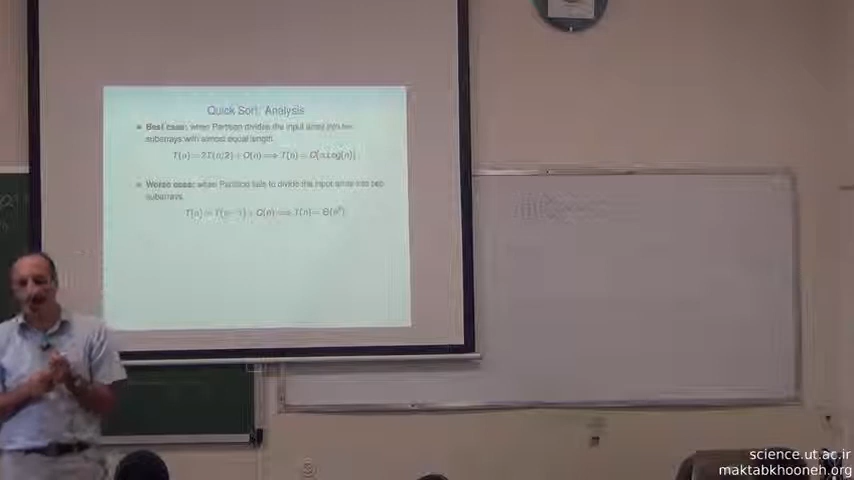 Quick Sort: Analysis
Best case: when Partition divides the input array into two
subarrays with almost equal length.
T(n) = 2T(n/2) + O(n) ⟹ T(n) = O(n Log(n))
Worse case: when Partition fails to divide the input array into two
subarrays.
T(n) = T(n − 1) + O(n) ⟹ T(n) = Θ(n²)
science.ut.ac.ir
maktabkhooneh.org